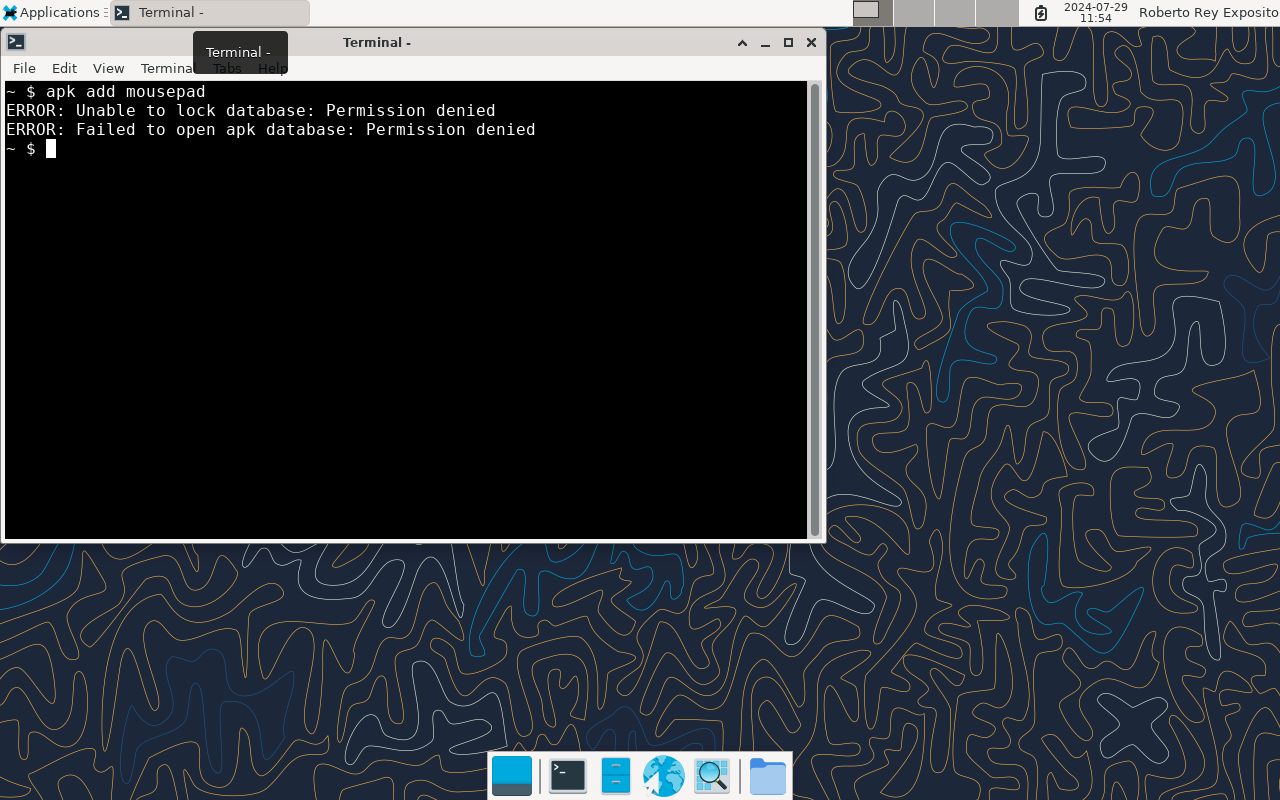 Applications
Terminal -
2024-07-29
11:54
Roberto Rey Exposito
Terminal -
Terminal -
File Edit View Terminal Tabs Help
~ $ apk add mousepad
ERROR: Unable to lock database: Permission denied
ERROR: Failed to open apk database: Permission denied
~ $